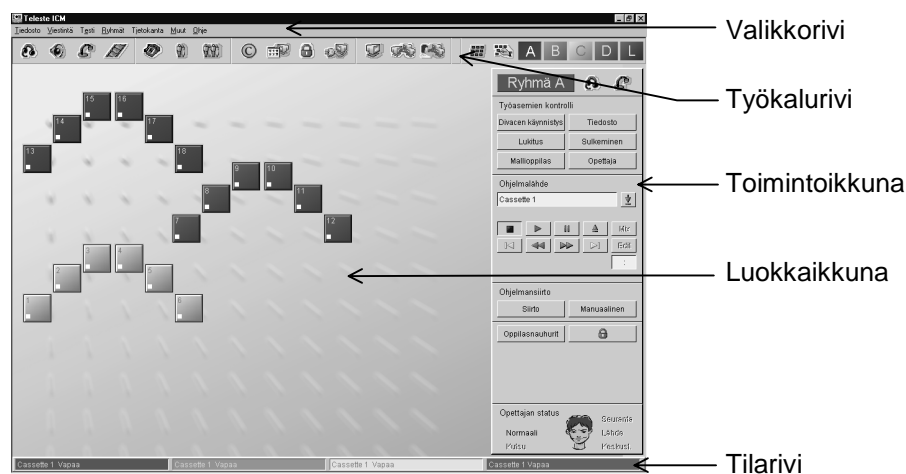 Teleste ICM
Tiedosto Viestintä Testi Ryhmät Tietokanta Muut Ohje
Valikkorivi
A B C D L
Työkalurivi
Ryhmä A
Työasemien kontrolli
Divacen käynnistys Tiedosto
Lukitus Sulkeminen
Mallioppilas Opettaja
Toimintoikkuna
Ohjelmalähde
Cassette 1
Mtr
Luokkaikkuna
Ohjelmansiirto
Siirto Manuaalinen
Oppilasnauhurit
15 16
14 17
13 18
9 10
8 11
7 12
3 4
2 5
1 6
Opettajan status
Seuranta
Normaali Lähde
Kutsu Keskust.
Cassette 1 Vapaa Cassette 1 Vapaa Cassette 1 Vapaa Cassette 1 Vapaa
Tilarivi